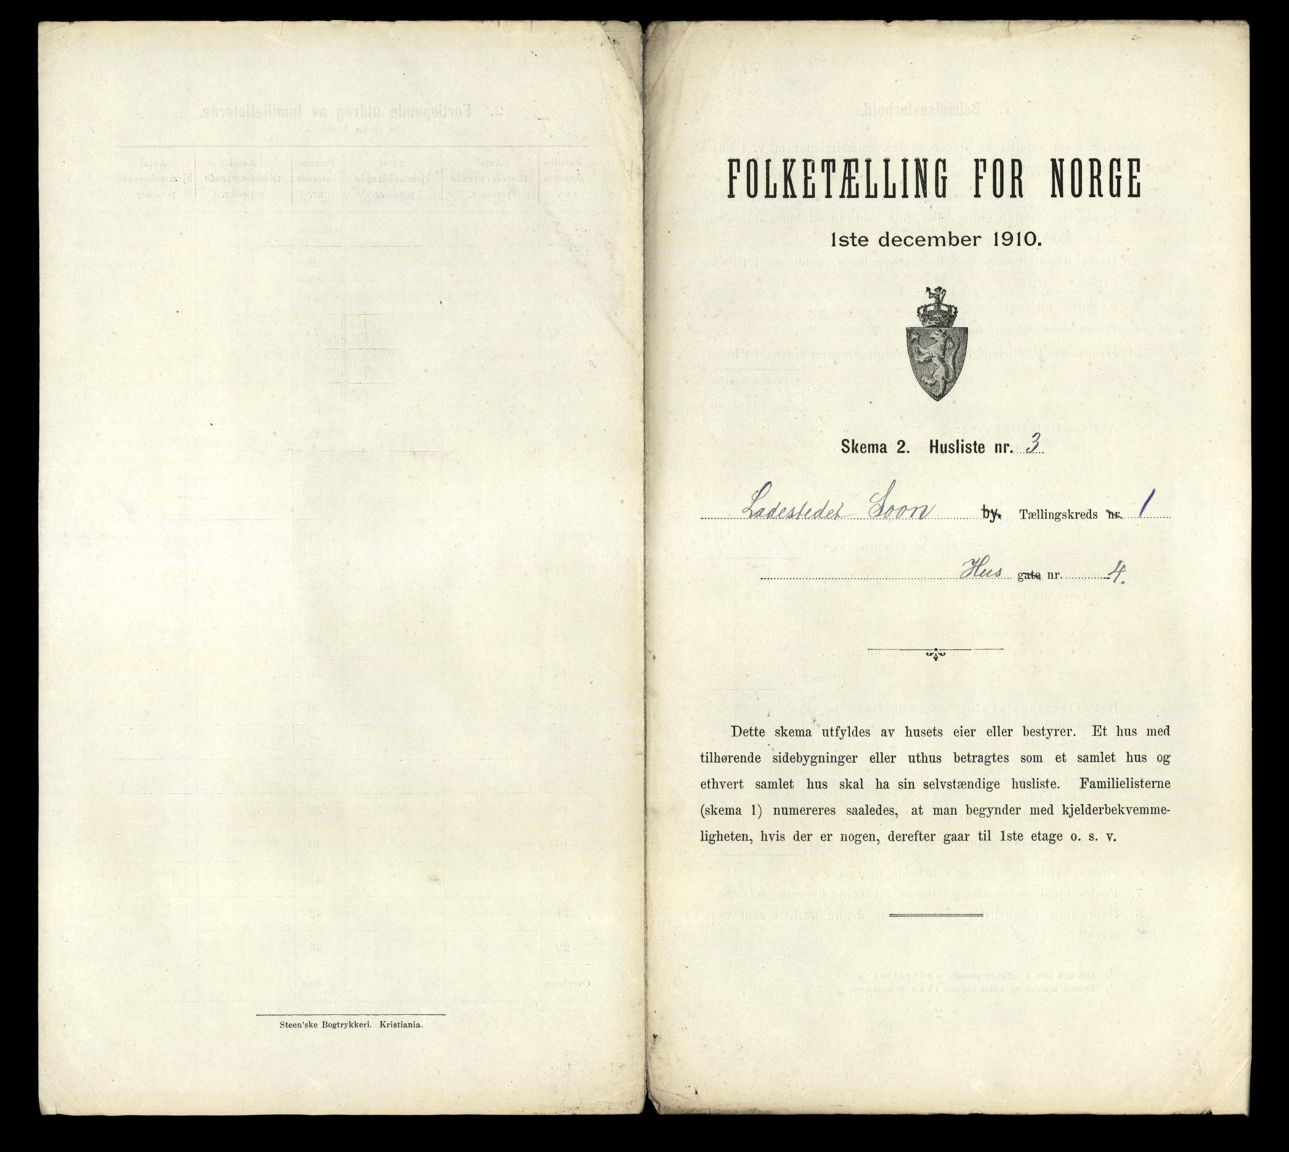 Steen'ske Bogtrykkeri. Kristiania.
FOLKETÆLLING FOR NORGE
1ste december 1910.
Skema 2. Husliste nr. 3
Ladestedet Soon by. Tællingskreds nr. 1
Hus gate nr. 4.
Dette skema utfyldes av husets eier eller bestyrer. Et hus med
tilhørende sidebygninger eller uthus betragtes som et samlet hus og
ethvert samlet hus skal ha sin selvstændige husliste. Familielisterne
(skema 1) numereres saaledes, at man begynder med kjelderbekvemme-
ligheten, hvis der er nogen, derefter gaar til 1ste etage o. s. v.